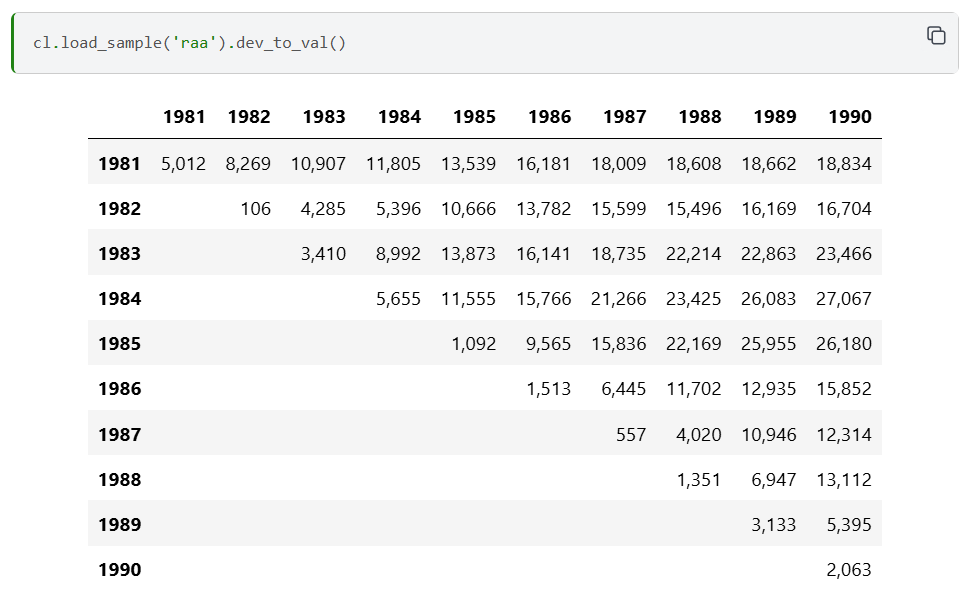 cl.load_sample('raa').dev_to_val()
1981 1982 1983 1984 1985 1986 1987 1988 1989 1990
1981 5,012 8,269 10,907 11,805 13,539 16,181 18,009 18,608 18,662 18,834
1982 106 4,285 5,396 10,666 13,782 15,599 15,496 16,169 16,704
1983 3,410 8,992 13,873 16,141 18,735 22,214 22,863 23,466
1984 5,655 11,555 15,766 21,266 23,425 26,083 27,067
1985 1,092 9,565 15,836 22,169 25,955 26,180
1986 1,513 6,445 11,702 12,935 15,852
1987 557 4,020 10,946 12,314
1988 1,351 6,947 13,112
1989 3,133 5,395
1990 2,063